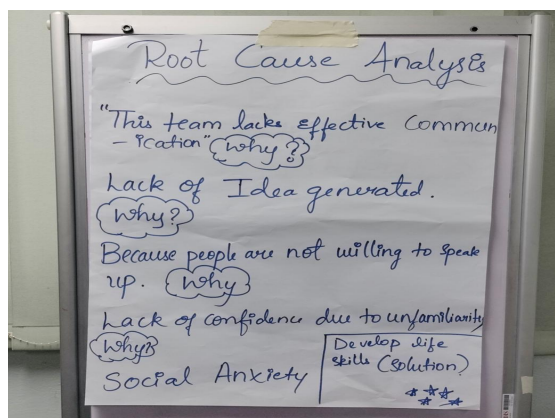 Root Cause Analysis
"This team lacks effective commun
- ication" Why?
Lack of Idea generated.
Why?
Because people are not willing to speak
up. Why
Lack of confidence due to unfamiliarity
Why?
Social Anxiety
Develop life
skills (solution)